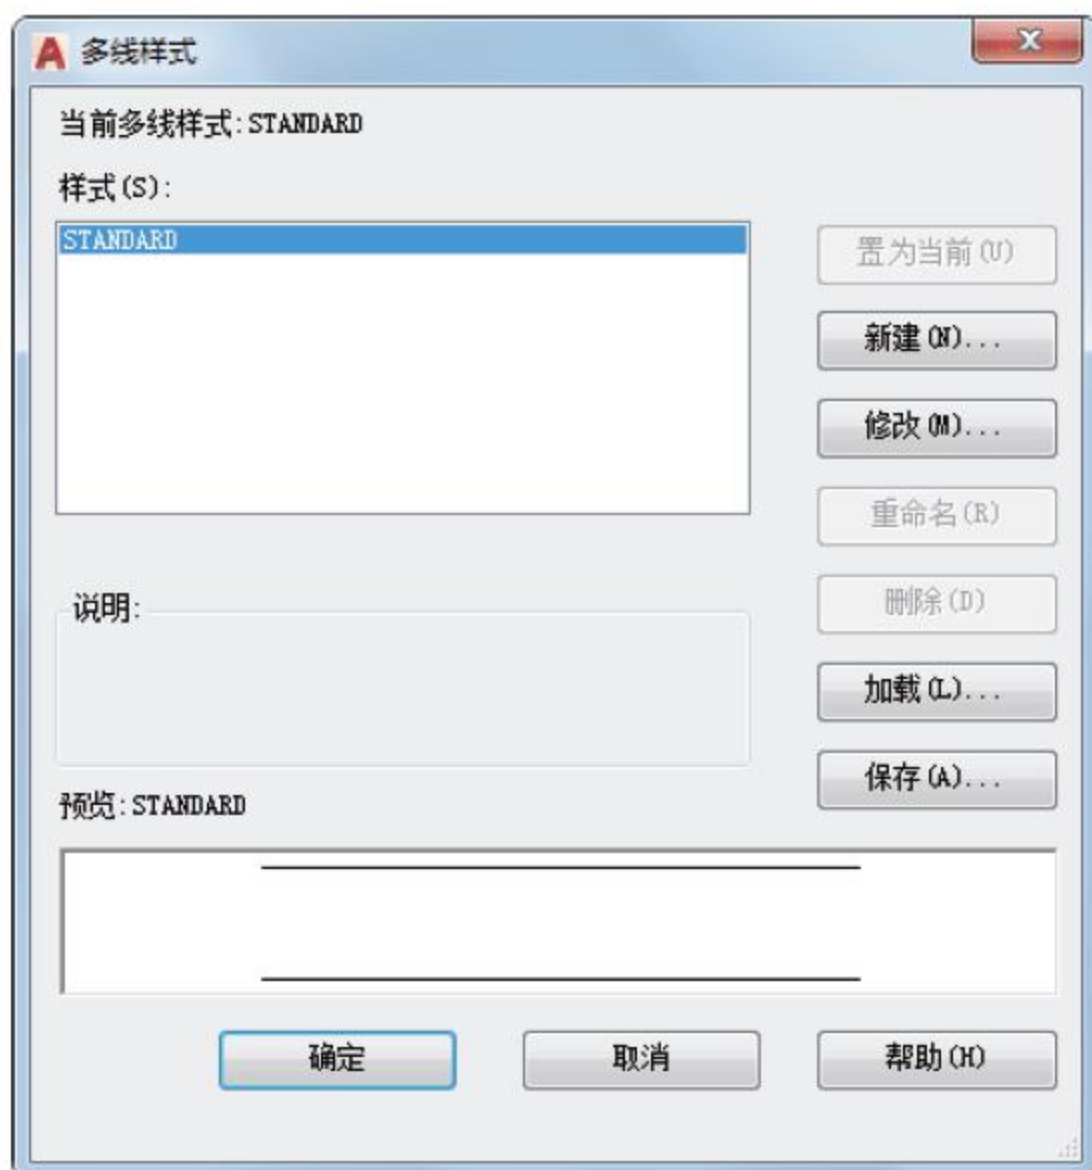 多线样式
当前多线样式:STANDARD
样式(S):
STANDARD
置为当前(U)
新建(N)...
修改(M)...
重命名(R)
删除(D)
加载(L)...
保存(A)...
说明:
预览:STANDARD
确定
取消
帮助(H)